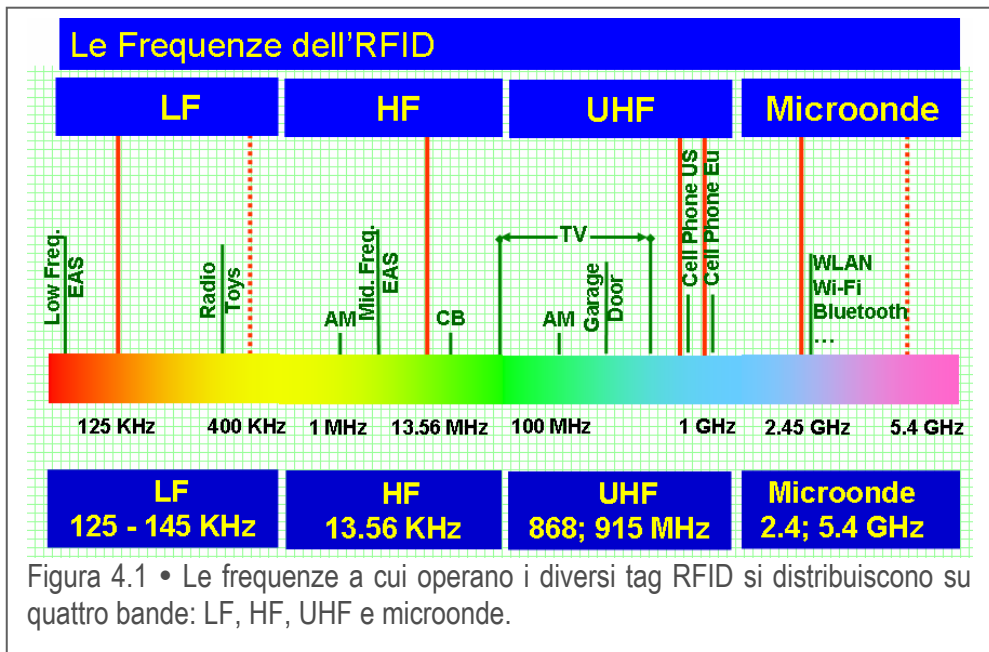 Le Frequenze dell'RFID
LF
HF
UHF
Microonde
Low Freq.
EAS
Radio
Toys
AM
Mid. Freq.
EAS
CB
TV
AM
Garage
Door
Cell Phone US
Cell Phone Eu
WLAN
Wi-Fi
Bluetooth
...
125 KHz
400 KHz
1 MHz
13.56 MHz
100 MHz
1 GHz
2.45 GHz
5.4 GHz
LF
125 - 145 KHz
HF
13.56 KHz
UHF
868; 915 MHz
Microonde
2.4; 5.4 GHz
Figura 4.1 • Le frequenze a cui operano i diversi tag RFID si distribuiscono su
quattro bande: LF, HF, UHF e microonde.